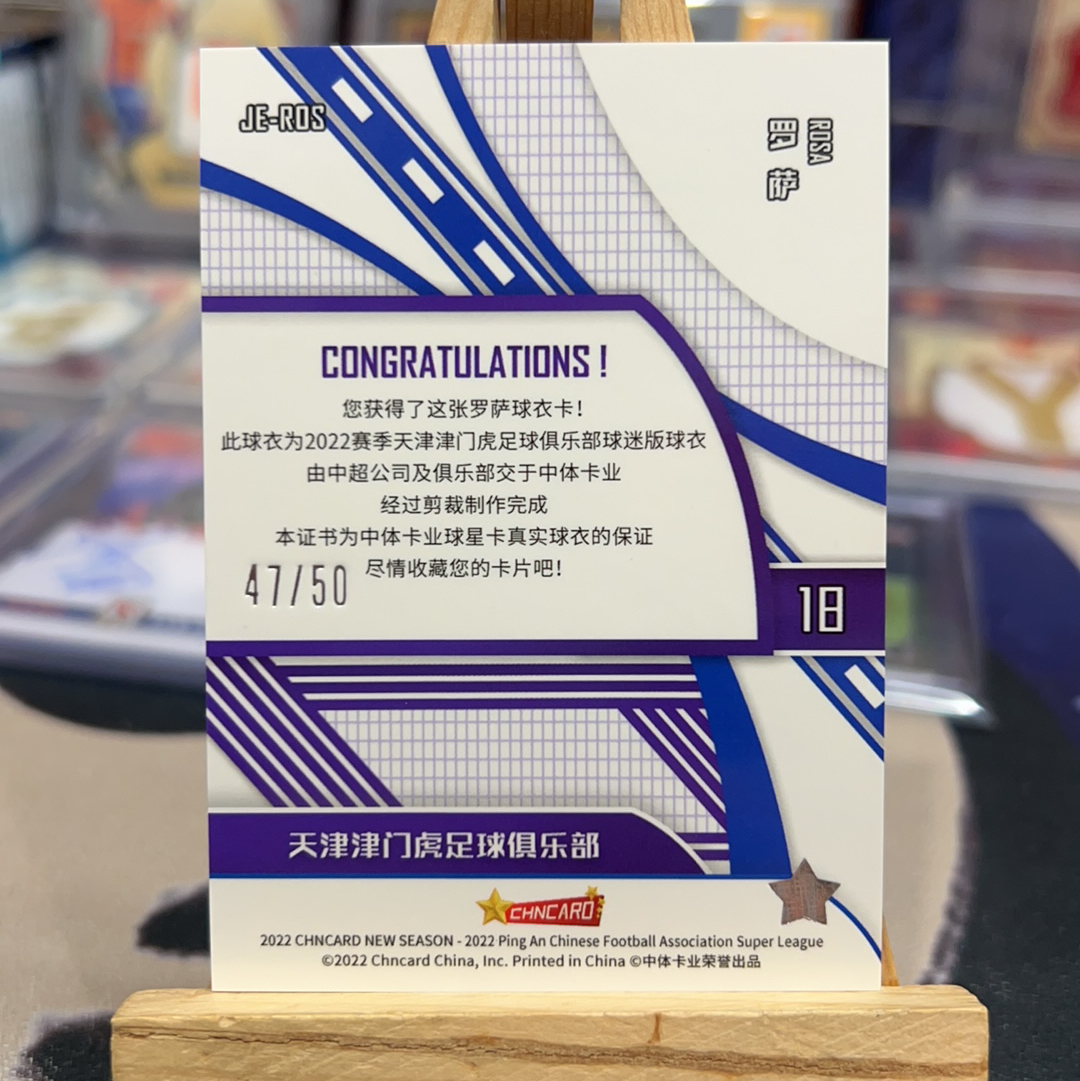 JE-ROS
ROSA
罗萨
CONGRATULATIONS！
您获得了这张罗萨球衣卡！
此球衣为2022赛季天津津门虎足球俱乐部球迷版球衣
由中超公司及俱乐部交于中体卡业
经过剪裁制作完成
本证书为中体卡业球星卡真实球衣的保证
尽情收藏您的卡片吧！
47/50
18
天津津门虎足球俱乐部
CHNCARD
2022 CHNCARD NEW SEASON - 2022 Ping An Chinese Football Association Super League
©2022 Chncard China, Inc. Printed in China ©中体卡业荣誉出品